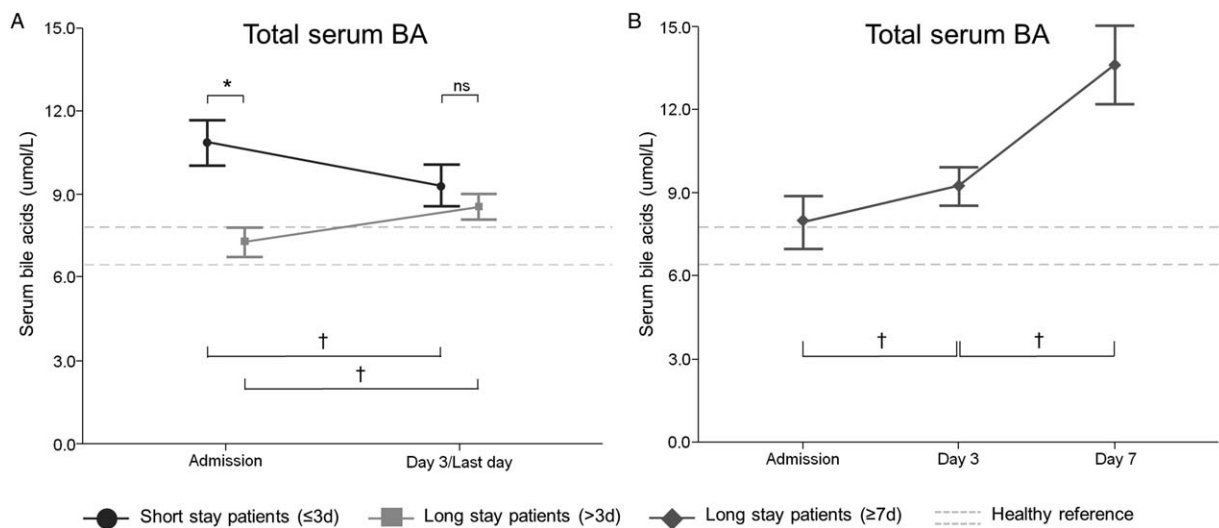 A
Total serum BA
Serum bile acids (umol/L)
15.0
12.0
9.0
6.0
3.0
0.0
*
ns
†
†
Admission
Day 3/Last day
B
Total serum BA
Serum bile acids (umol/L)
15.0
12.0
9.0
6.0
3.0
0.0
†
†
Admission
Day 3
Day 7
Short stay patients (≤3d)
Long stay patients (>3d)
Long stay patients (≥7d)
Healthy reference